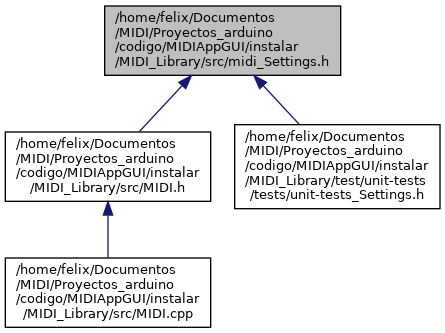 /home/felix/Documentos
/MIDI/Proyectos_arduino
/codigo/MIDIAppGUI/instalar
/MIDI_Library/src/midi_Settings.h
/home/felix/Documentos
/MIDI/Proyectos_arduino
/codigo/MIDIAppGUI/instalar
/MIDI_Library/src/MIDI.h
/home/felix/Documentos
/MIDI/Proyectos_arduino
/codigo/MIDIAppGUI/instalar
/MIDI_Library/test/unit-tests
/tests/unit-tests_Settings.h
/home/felix/Documentos
/MIDI/Proyectos_arduino
/codigo/MIDIAppGUI/instalar
/MIDI_Library/src/MIDI.cpp